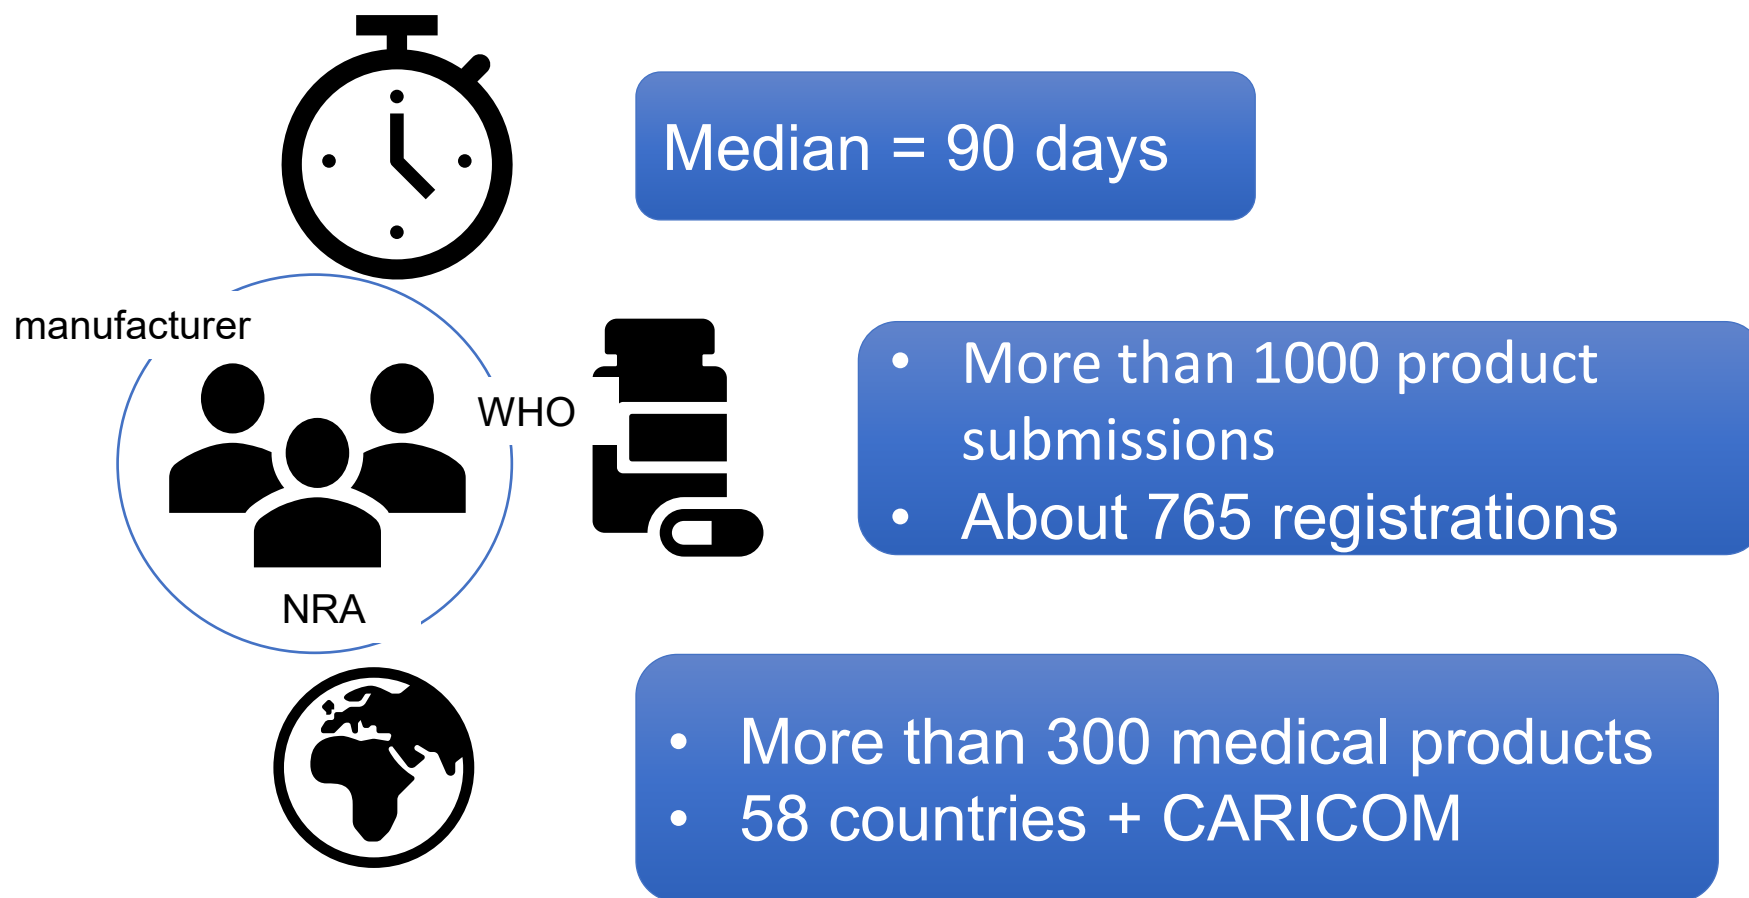 Median = 90 days
manufacturer
WHO
NRA
• More than 1000 product
submissions
• About 765 registrations
• More than 300 medical products
• 58 countries + CARICOM